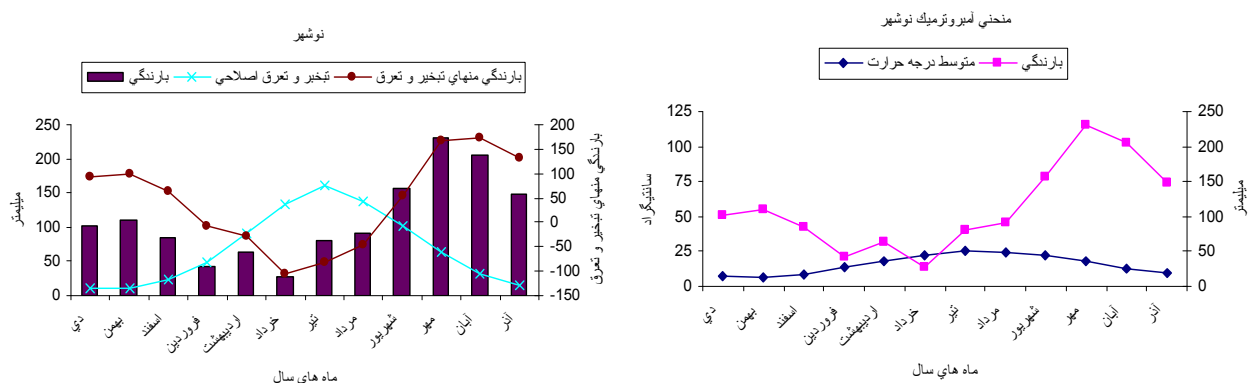 نوشهر
بارندگي
تبخير و تعرق اصلاحي
بارندگي منهاي تبخير و تعرق
250
200
150
100
50
0
ميليمتر
200
150
100
50
0
-50
-100
-150
بارندگي منهاي تبخير و تعرق
دي
بهمن
اسفند
فروردين
ارديبهشت
خرداد
تير
مرداد
شهريور
مهر
آبان
آذر
ماه هاي سال
منحني آمبروترميك نوشهر
متوسط درجه حرارت
بارندگي
125
100
75
50
25
0
سانتيگراد
250
200
150
100
50
0
ميليمتر
دي
بهمن
اسفند
فروردين
ارديبهشت
خرداد
تير
مرداد
شهريور
مهر
آبان
آذر
ماه هاي سال